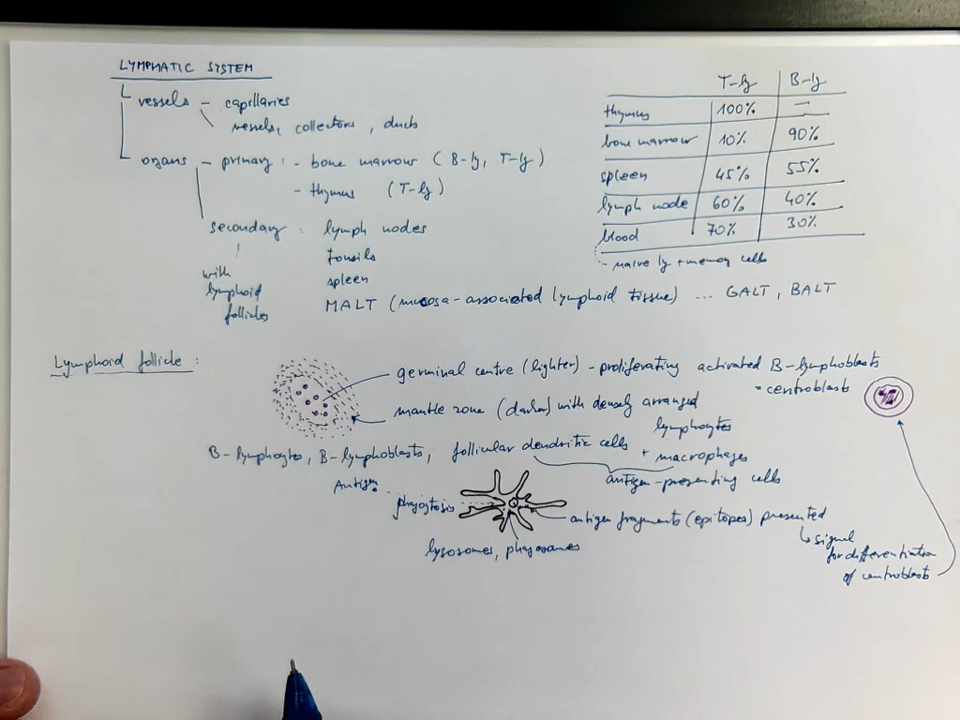 LYMPHATIC SYSTEM
vessels - capillaries
vessels, collectors, ducts
organs - primary : - bone marrow (B-ly, T-ly)
- thymus (T-ly)
secondary : lymph nodes
tonsils
spleen
MALT (mucosa-associated lymphoid tissue) ... GALT, BALT
with
lymphoid
follicles
T-ly B-ly
thymus 100% -
bone marrow 10% 90%
spleen 45% 55%
lymph node 60% 40%
blood 70% 30%
naive ly + memory cells
Lymphoid follicle :
germinal centre (lighter) - proliferating activated B-lymphoblasts
= centroblasts
mantle zone (darker) with densely arranged
lymphocytes
B-lymphocytes, B-lymphoblasts, follicular dendritic cells + macrophages
antigen-presenting cells
Antigen
phagocytosis
antigen fragments (epitopes) presented
signal
for differentiation
of centroblasts
lysosomes, phagosomes